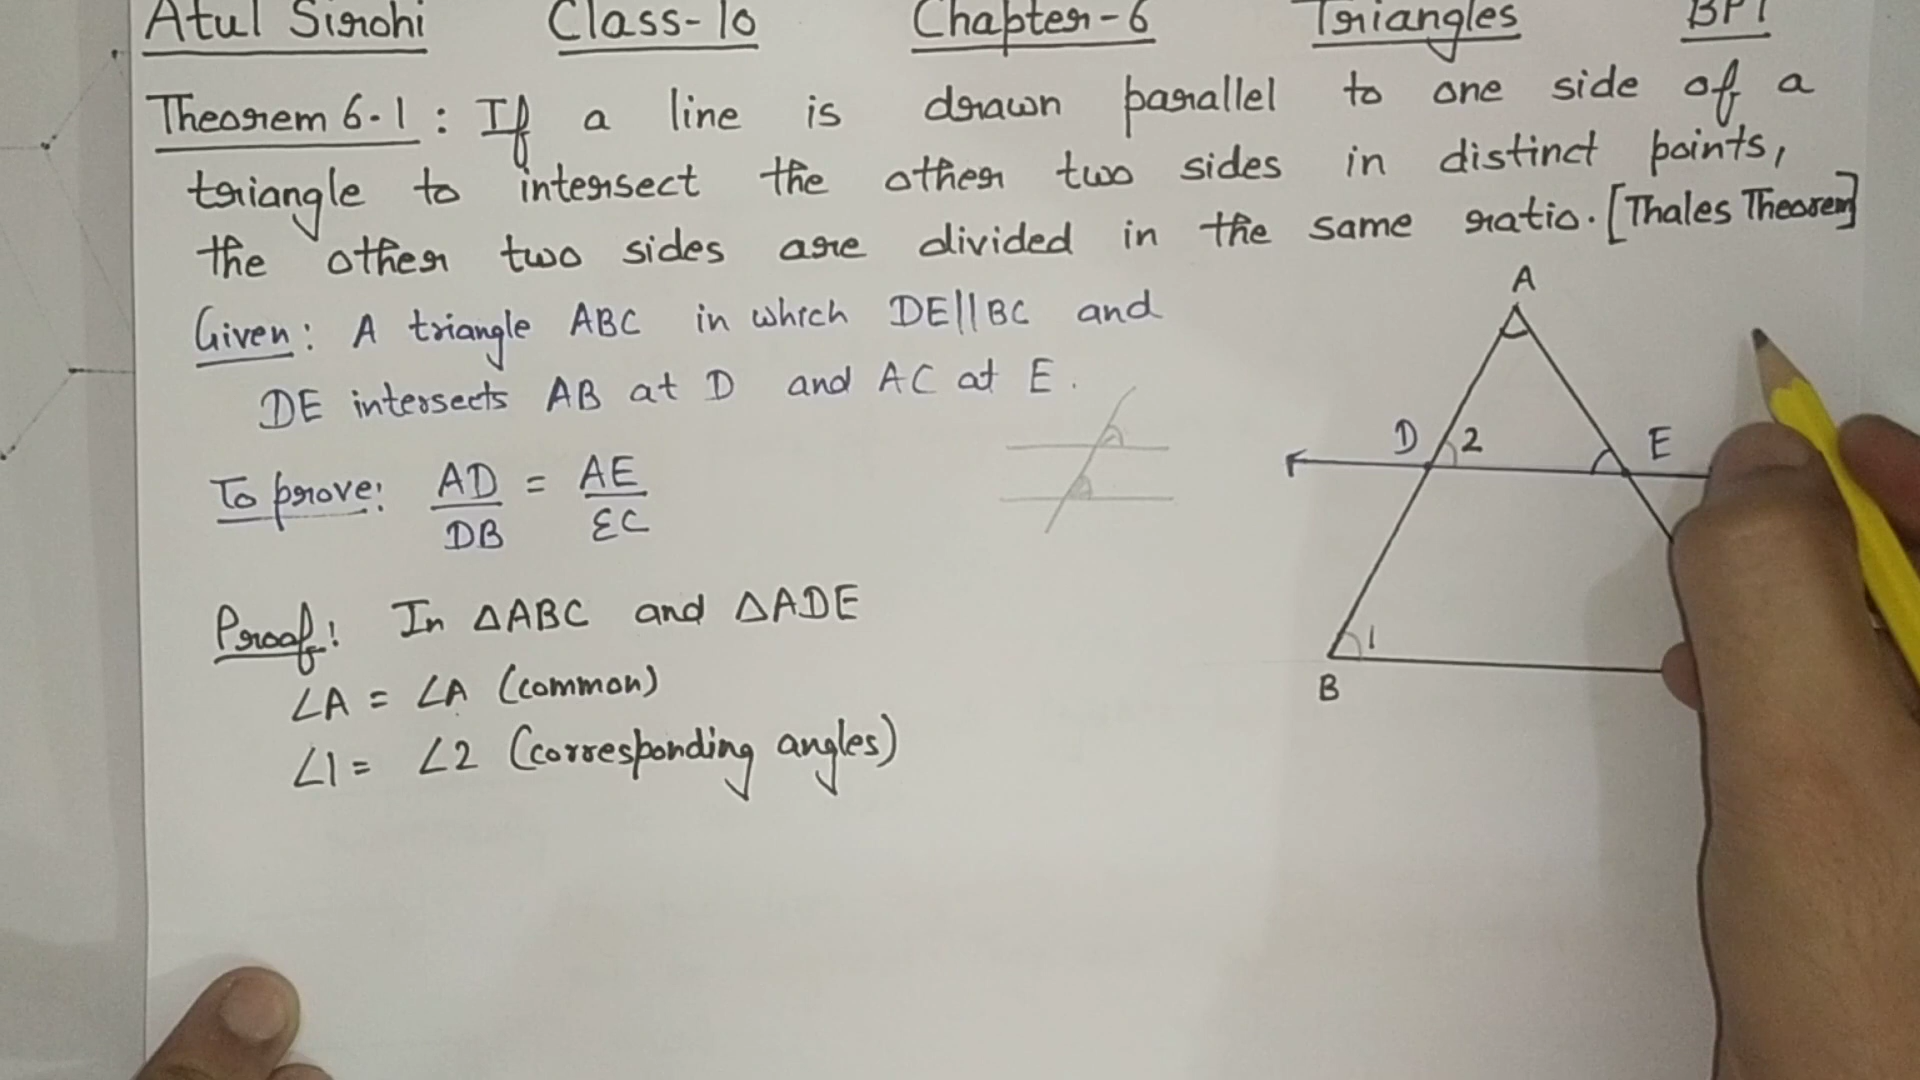 Atul Sirohi Class-10 Chapter-6 Triangles BPT
Theorem 6.1 : If a line is drawn parallel to one side of a
triangle to intersect the other two sides in distinct points,
the other two sides are divided in the same ratio. [Thales Theorem]
Given: A triangle ABC in which DE||BC and
DE intersects AB at D and AC at E.
To prove: AD/DB = AE/EC
Proof: In △ABC and △ADE
∠A = ∠A (common)
∠1 = ∠2 (corresponding angles)
A
D 2 E
1
B